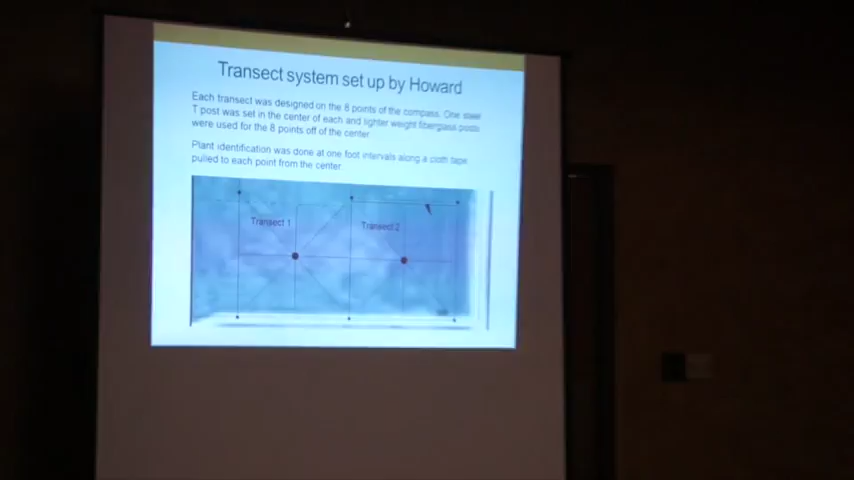 Transect system set up by Howard
Each transect was designed on the 8 points of the compass. One steel
T post was set in the center of each and lighter weight fiberglass posts
were used for the 8 points off of the center.
Plant identification was done at one foot intervals along a cloth tape
pulled to each point from the center.
Transect 1
Transect 2